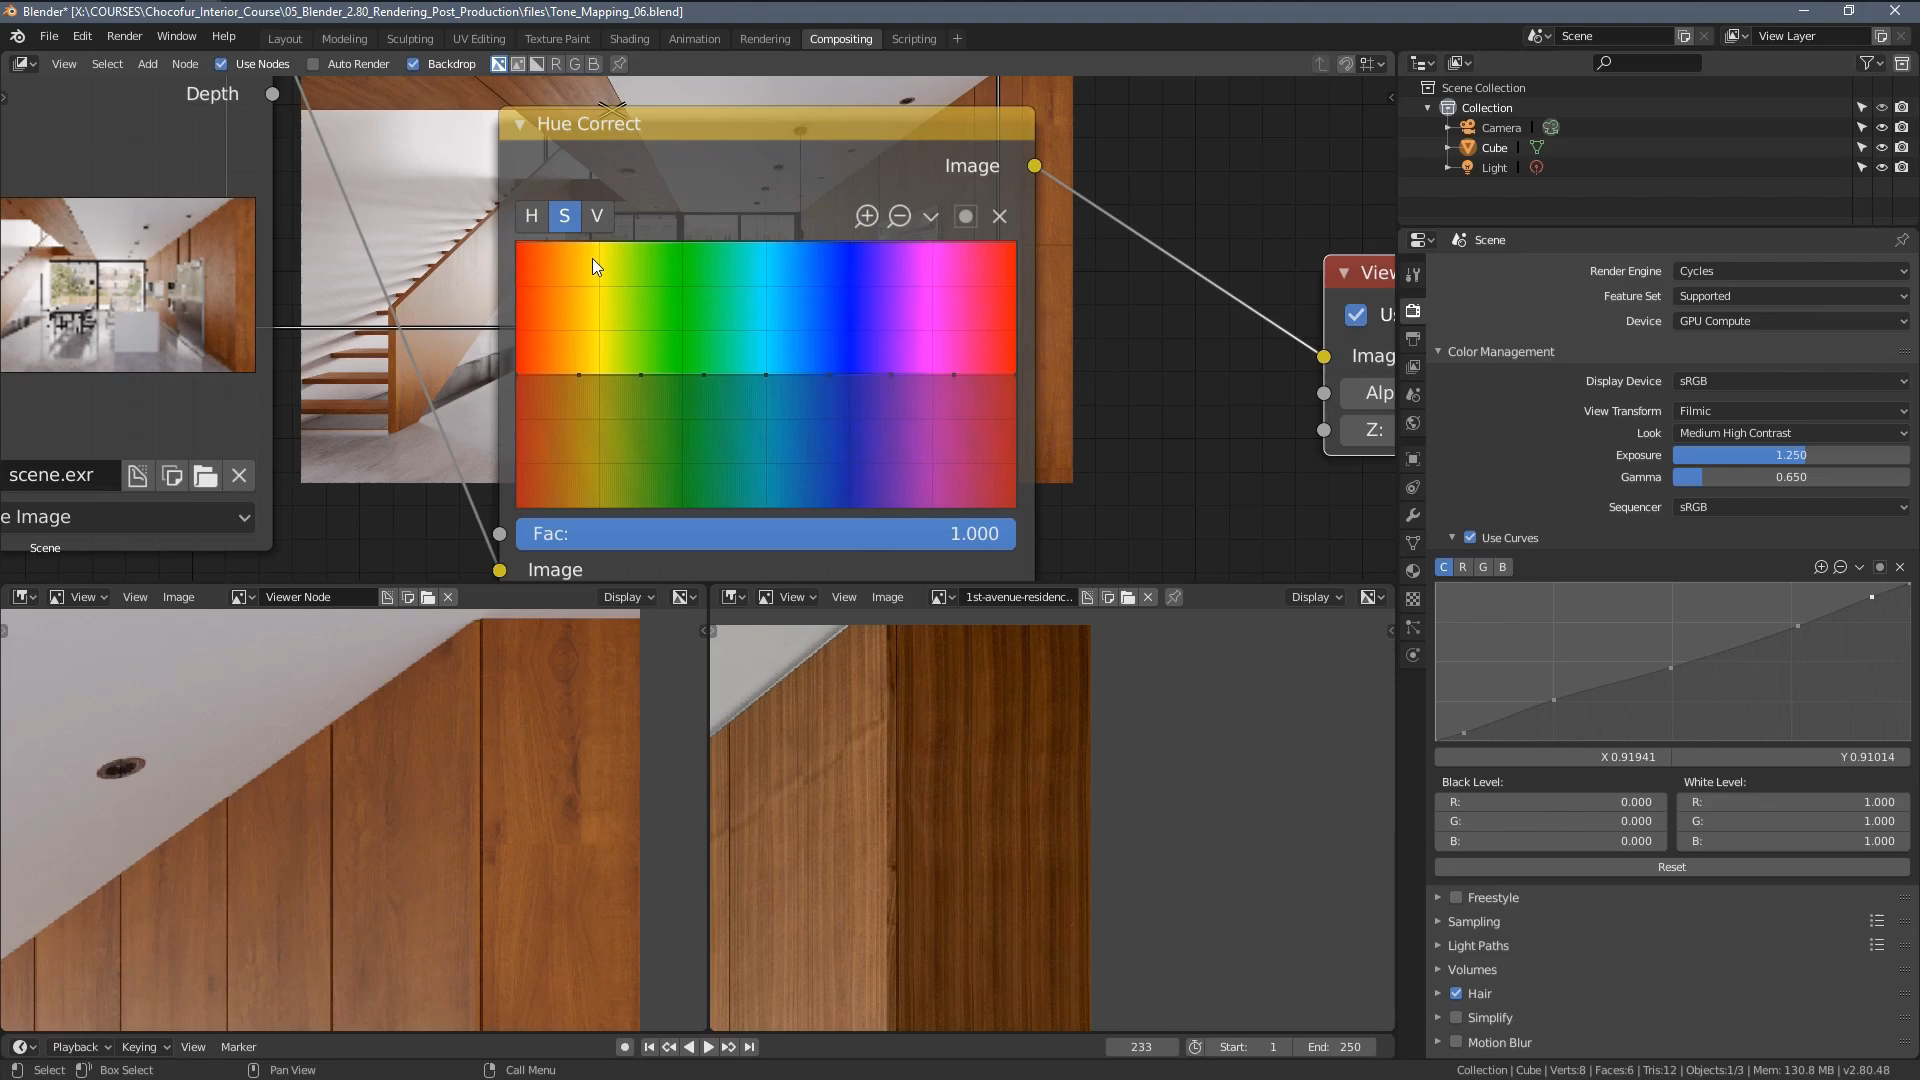 Blender* [X:\COURSES\Chocofur_Interior_Course\05_Blender_2.80_Rendering_Post_Production\files\Tone_Mapping_06.blend]
File Edit Render Window Help
Layout Modeling Sculpting UV Editing Texture Paint Shading Animation Rendering Compositing Scripting +
Scene
View Layer
View Select Add Node Use Nodes Auto Render Backdrop R G B
Depth
Hue Correct
Image
H S V
Fac: 1.000
Image
scene.exr
e Image
Scene
View
Us
Imag
Alp
Z:
Scene Collection
Collection
Camera
Cube
Light
Scene
Render Engine Cycles
Feature Set Supported
Device GPU Compute
Color Management
Display Device sRGB
View Transform Filmic
Look Medium High Contrast
Exposure 1.250
Gamma 0.650
Sequencer sRGB
Use Curves
C R G B
X 0.91941 Y 0.91014
Black Level: White Level:
R: 0.000 R: 1.000
G: 0.000 G: 1.000
B: 0.000 B: 1.000
Reset
Freestyle
Sampling
Light Paths
Volumes
Hair
Simplify
Motion Blur
View View Image Viewer Node Display
View View Image 1st-avenue-residenc.. Display
Playback Keying View Marker
233 Start: 1 End: 250
Select Box Select Pan View Call Menu
Collection | Cube | Verts:8 | Faces:6 | Tris:12 | Objects:1/3 | Mem: 130.8 MB | v2.80.48